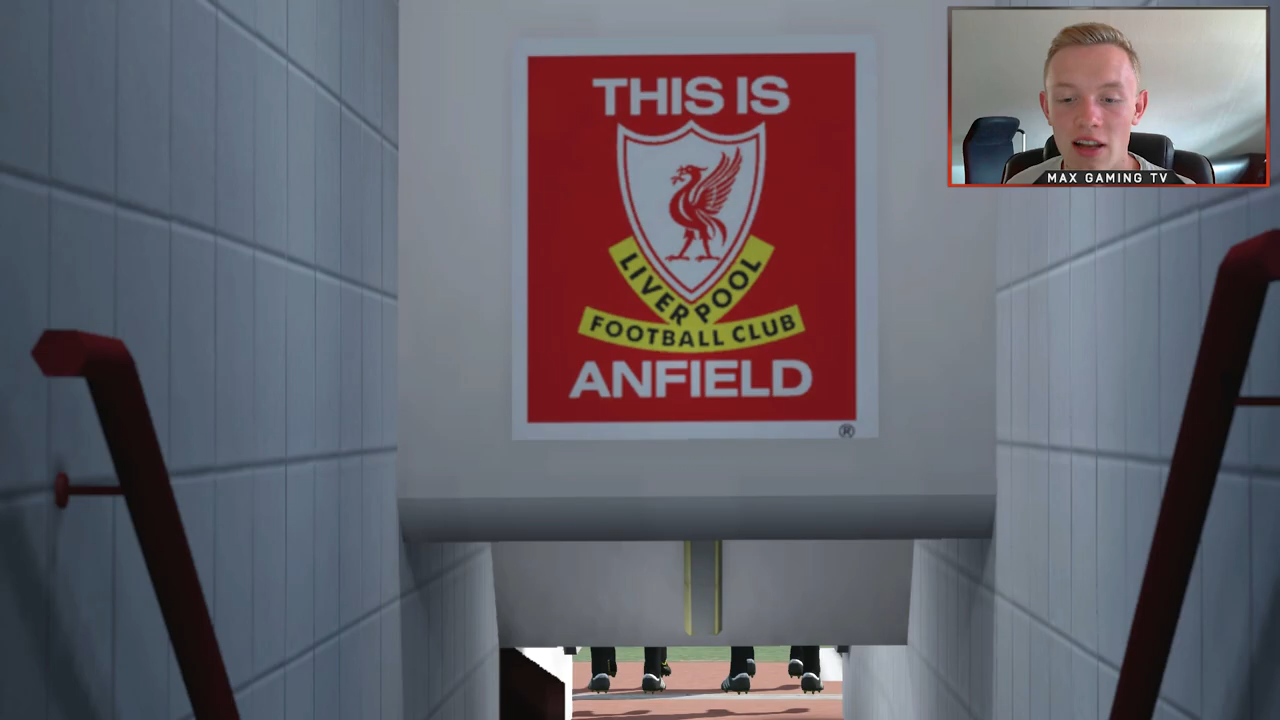 THIS IS
LIVERPOOL
FOOTBALL CLUB
ANFIELD
®
MAX GAMING TV